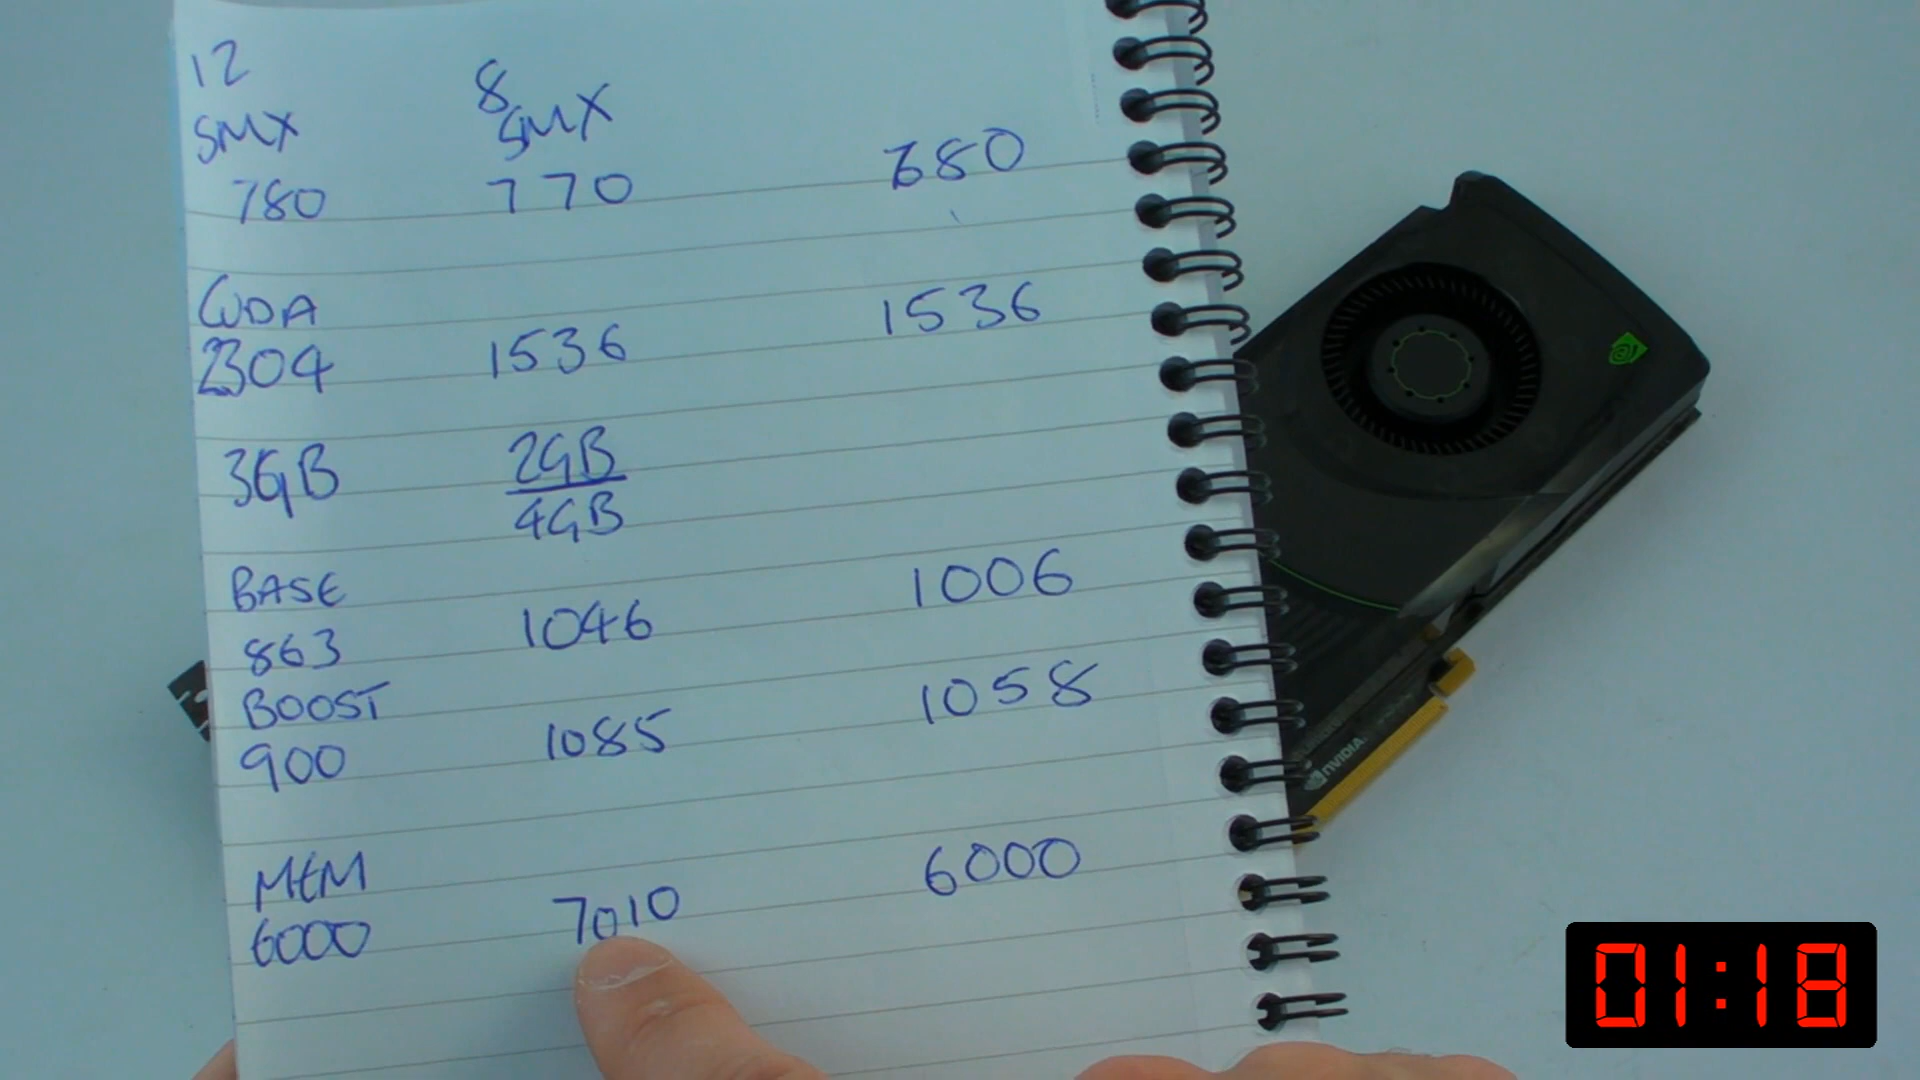 12
8
SMX
SMX
780
770
680
CUDA
2304
1536
1536
3GB
2GB
4GB
BASE
863
1046
1006
BOOST
900
1085
1058
MEM
6000
7010
6000
NVIDIA
01:18